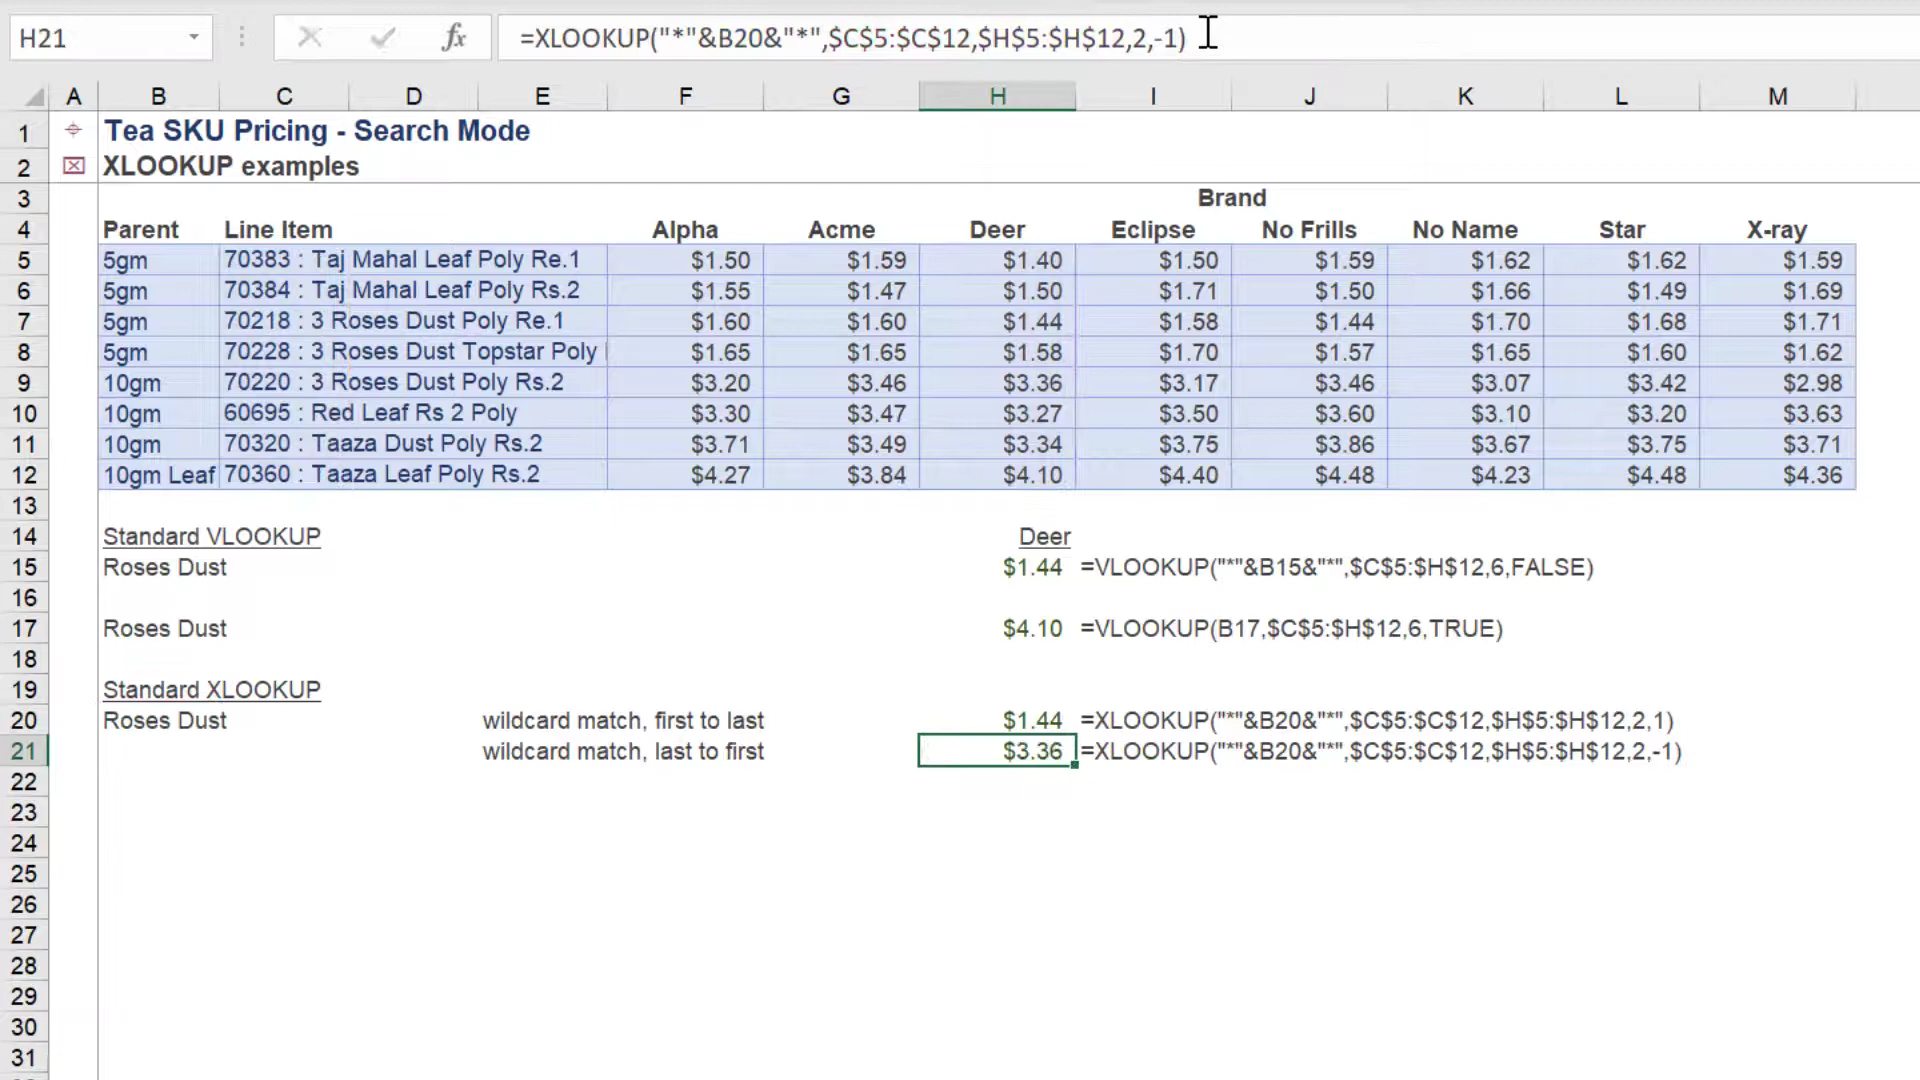 H21 fx =XLOOKUP("*"&B20&"*",$C$5:$C$12,$H$5:$H$12,2,-1)
A B C D E F G H I J K L M
1 Tea SKU Pricing - Search Mode
2 XLOOKUP examples
3 Brand
4 Parent Line Item Alpha Acme Deer Eclipse No Frills No Name Star X-ray
5 5gm 70383 : Taj Mahal Leaf Poly Re.1 $1.50 $1.59 $1.40 $1.50 $1.59 $1.62 $1.62 $1.59
6 5gm 70384 : Taj Mahal Leaf Poly Rs.2 $1.55 $1.47 $1.50 $1.71 $1.50 $1.66 $1.49 $1.69
7 5gm 70218 : 3 Roses Dust Poly Re.1 $1.60 $1.60 $1.44 $1.58 $1.44 $1.70 $1.68 $1.71
8 5gm 70228 : 3 Roses Dust Topstar Poly $1.65 $1.65 $1.58 $1.70 $1.57 $1.65 $1.60 $1.62
9 10gm 70220 : 3 Roses Dust Poly Rs.2 $3.20 $3.46 $3.36 $3.17 $3.46 $3.07 $3.42 $2.98
10 10gm 60695 : Red Leaf Rs 2 Poly $3.30 $3.47 $3.27 $3.50 $3.60 $3.10 $3.20 $3.63
11 10gm 70320 : Taaza Dust Poly Rs.2 $3.71 $3.49 $3.34 $3.75 $3.86 $3.67 $3.75 $3.71
12 10gm Leaf 70360 : Taaza Leaf Poly Rs.2 $4.27 $3.84 $4.10 $4.40 $4.48 $4.23 $4.48 $4.36
13
14 Standard VLOOKUP Deer
15 Roses Dust $1.44 =VLOOKUP("*"&B15&"*",$C$5:$H$12,6,FALSE)
16
17 Roses Dust $4.10 =VLOOKUP(B17,$C$5:$H$12,6,TRUE)
18
19 Standard XLOOKUP
20 Roses Dust wildcard match, first to last $1.44 =XLOOKUP("*"&B20&"*",$C$5:$C$12,$H$5:$H$12,2,1)
21 wildcard match, last to first $3.36 =XLOOKUP("*"&B20&"*",$C$5:$C$12,$H$5:$H$12,2,-1)
22
23
24
25
26
27
28
29
30
31